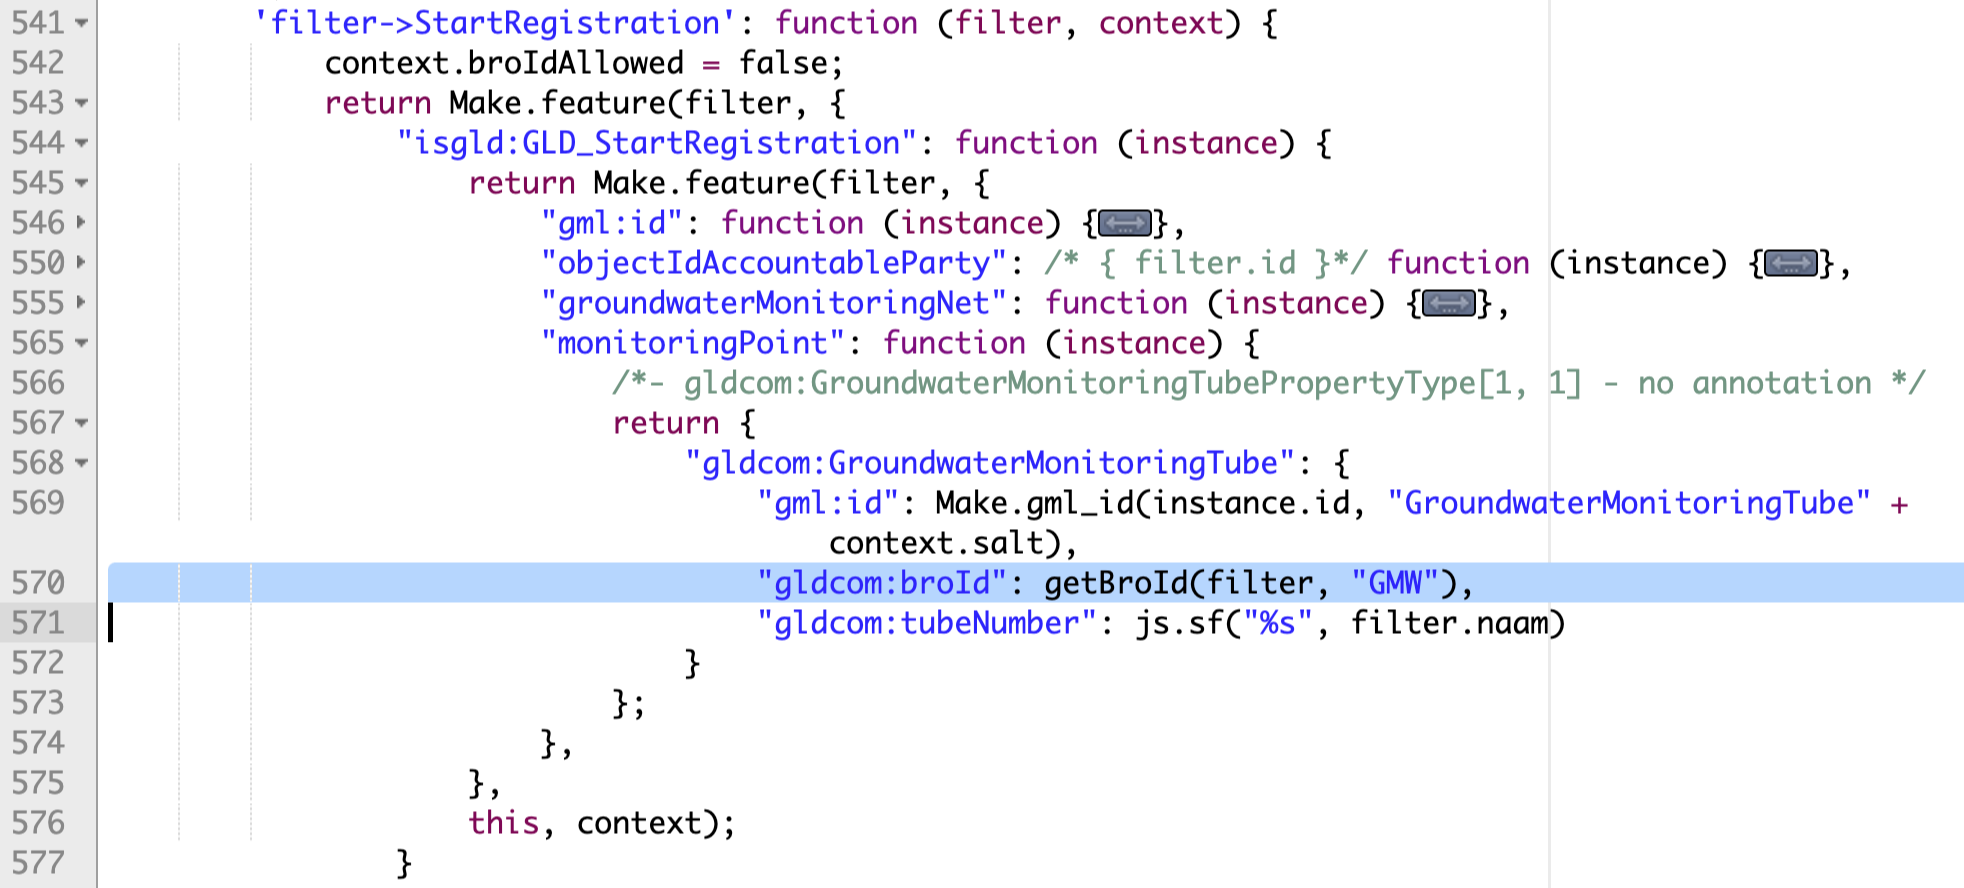 541 'filter->StartRegistration': function (filter, context) {
542 context.broIdAllowed = false;
543 return Make.feature(filter, {
544 "isgld:GLD_StartRegistration": function (instance) {
545 return Make.feature(filter, {
546 "gml:id": function (instance) {...},
550 "objectIdAccountableParty": /* { filter.id }*/ function (instance) {...},
555 "groundwaterMonitoringNet": function (instance) {...},
565 "monitoringPoint": function (instance) {
566 /*- gldcom:GroundwaterMonitoringTubePropertyType[1, 1] - no annotation */
567 return {
568 "gldcom:GroundwaterMonitoringTube": {
569 "gml:id": Make.gml_id(instance.id, "GroundwaterMonitoringTube" +
context.salt),
570 "gldcom:broId": getBroId(filter, "GMW"),
571 "gldcom:tubeNumber": js.sf("%s", filter.naam)
572 }
573 };
574 },
575 },
576 this, context);
577 }